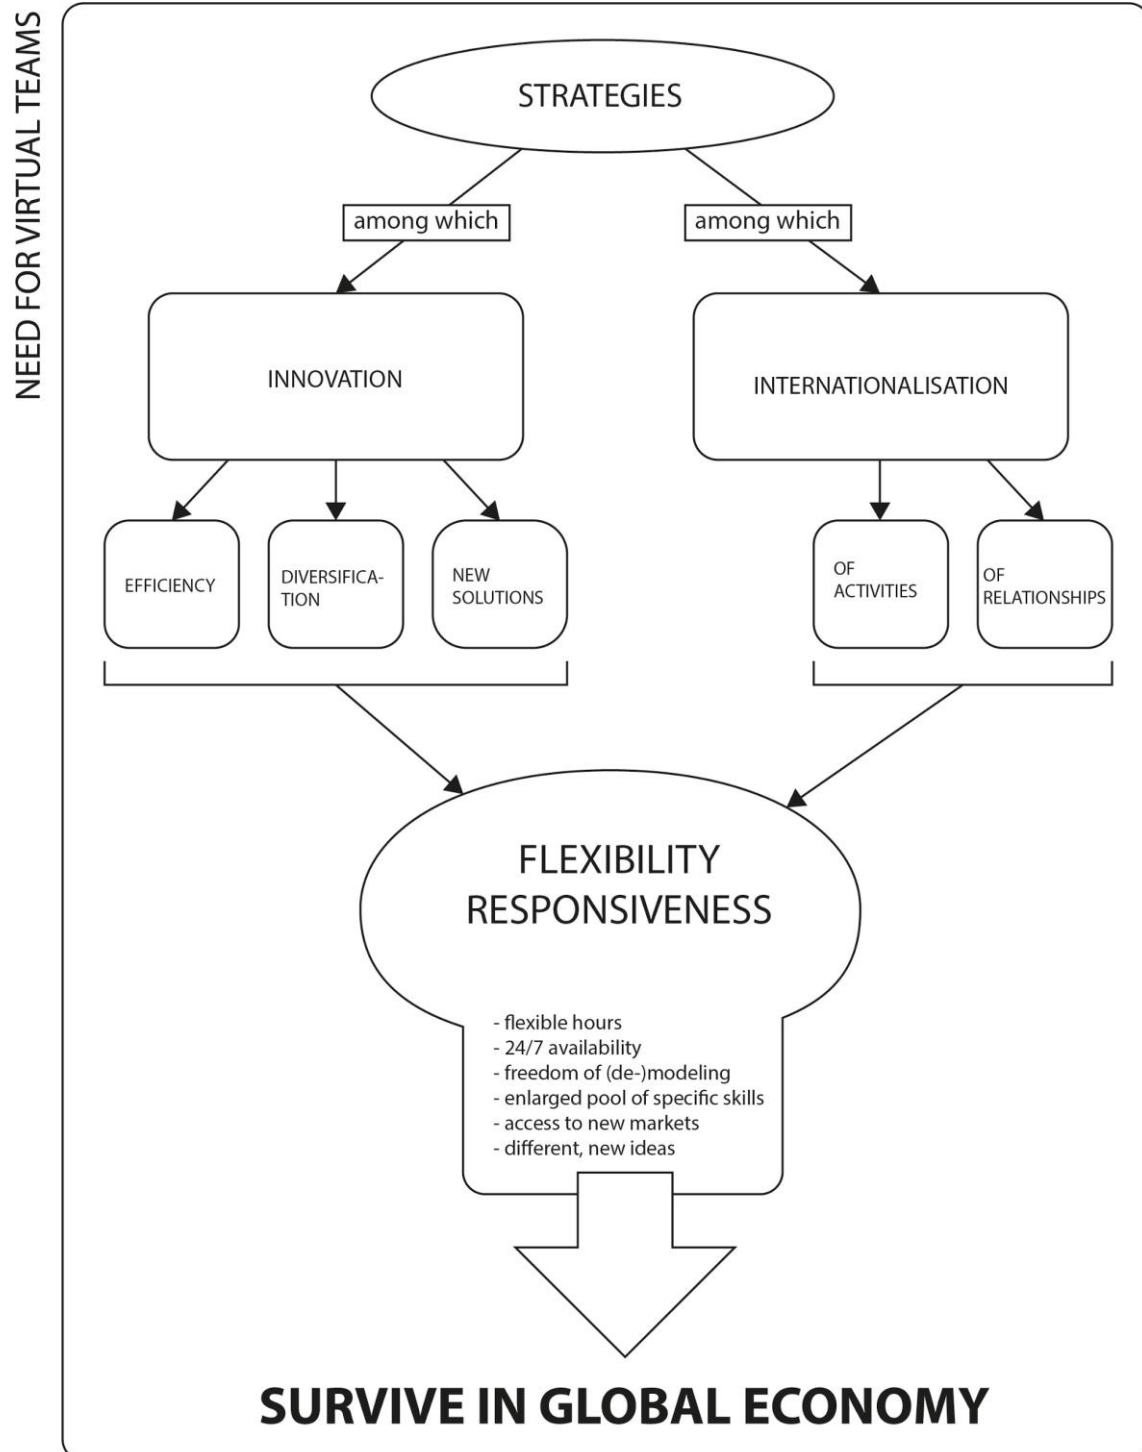 NEED FOR VIRTUAL TEAMS
STRATEGIES
among which
among which
INNOVATION
INTERNATIONALISATION
EFFICIENCY
DIVERSIFICA-
TION
NEW
SOLUTIONS
OF
ACTIVITIES
OF
RELATIONSHIPS
FLEXIBILITY
RESPONSIVENESS
- flexible hours
- 24/7 availability
- freedom of (de-)modeling
- enlarged pool of specific skills
- access to new markets
- different, new ideas
SURVIVE IN GLOBAL ECONOMY